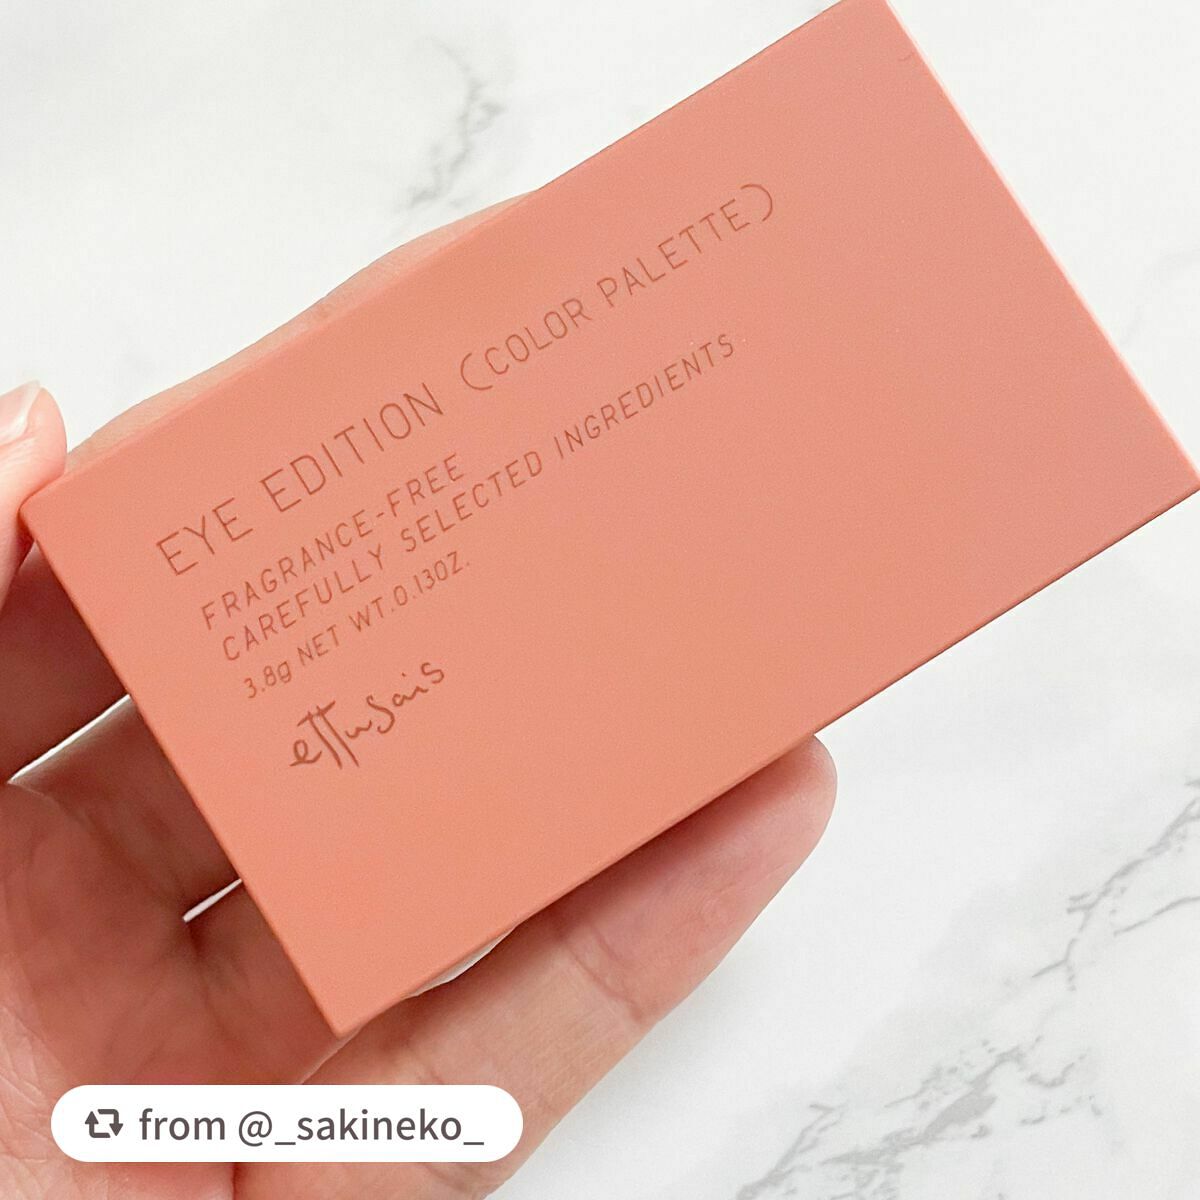 EYE EDITION (COLOR PALETTE)
FRAGRANCE-FREE
CAREFULLY SELECTED INGREDIENTS
3.8g NET WT.0.13OZ.
ettusais
from @_sakineko_